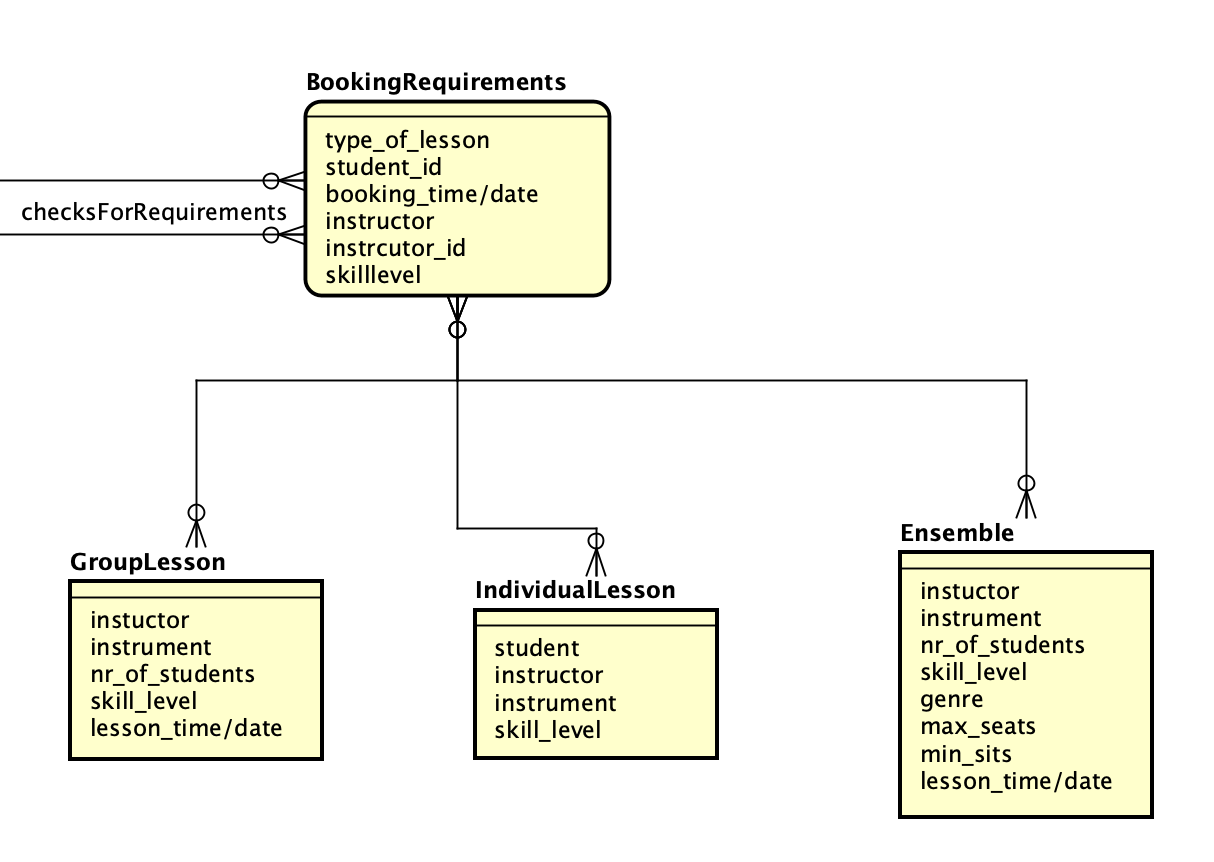 BookingRequirements
type_of_lesson
student_id
booking_time/date
instructor
instrcutor_id
skilllevel
checksForRequirements
GroupLesson
instuctor
instrument
nr_of_students
skill_level
lesson_time/date
IndividualLesson
student
instructor
instrument
skill_level
Ensemble
instuctor
instrument
nr_of_students
skill_level
genre
max_seats
min_sits
lesson_time/date